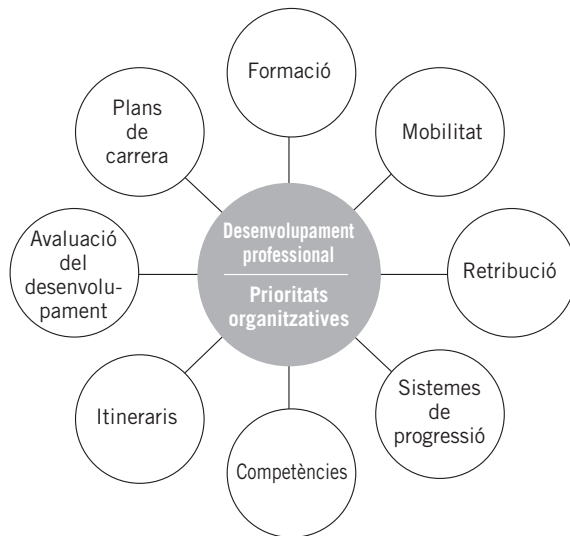 Formació
Plans
de
carrera
Mobilitat
Desenvolupament
professional
Prioritats
organitzatives
Avaluació
del
desenvolu-
pament
Retribució
Itineraris
Sistemes
de
progressió
Competències